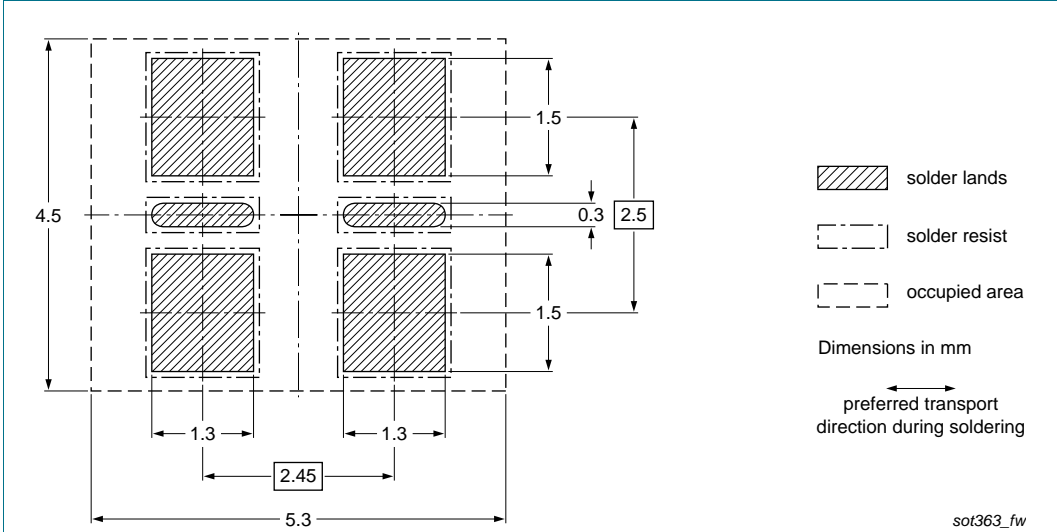 1.5
solder lands
4.5
0.3
2.5
solder resist
occupied area
1.5
Dimensions in mm
preferred transport
direction during soldering
1.3
1.3
2.45
5.3
sot363_fw